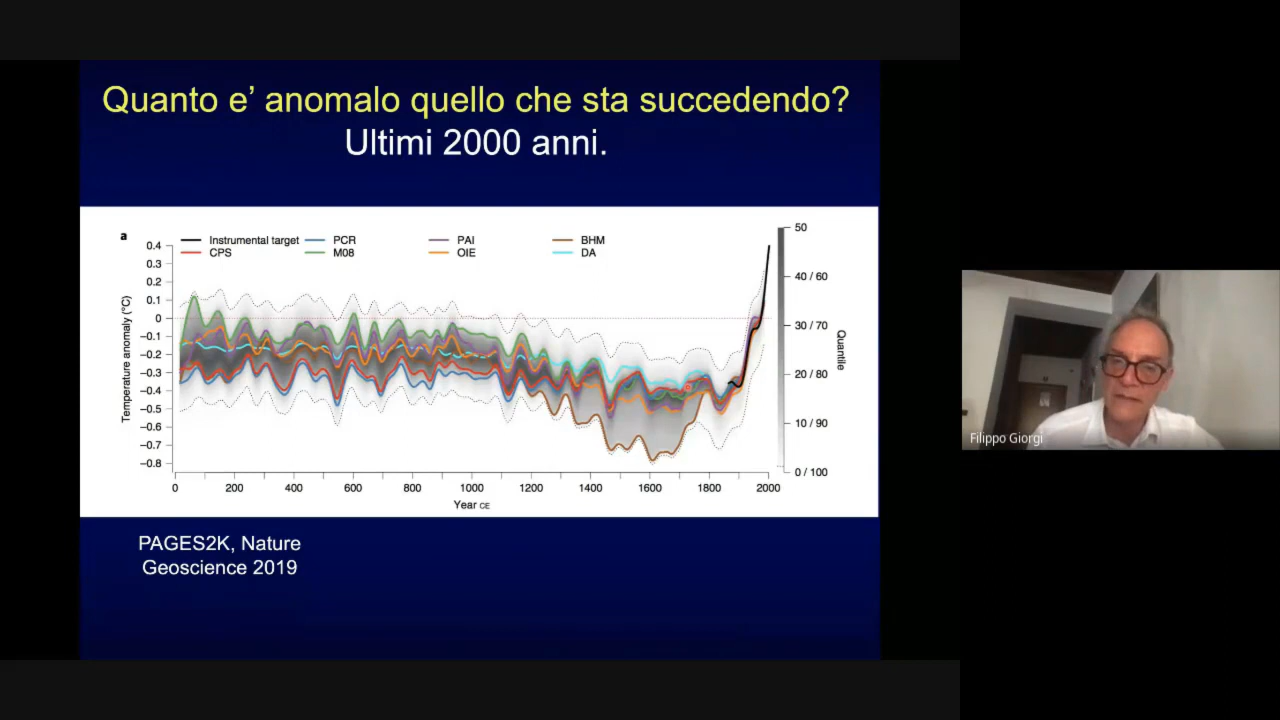 Quanto e’ anomalo quello che sta succedendo?
Ultimi 2000 anni.
a
Instrumental target PCR PAI BHM
CPS M08 OIE DA
Temperature anomaly (°C)
0.4
0.3
0.2
0.1
0
−0.1
−0.2
−0.3
−0.4
−0.5
−0.6
−0.7
−0.8
0 200 400 600 800 1000 1200 1400 1600 1800 2000
Year CE
50
40 / 60
30 / 70
20 / 80
10 / 90
0 / 100
Quantile
PAGES2K, Nature
Geoscience 2019
Filippo Giorgi